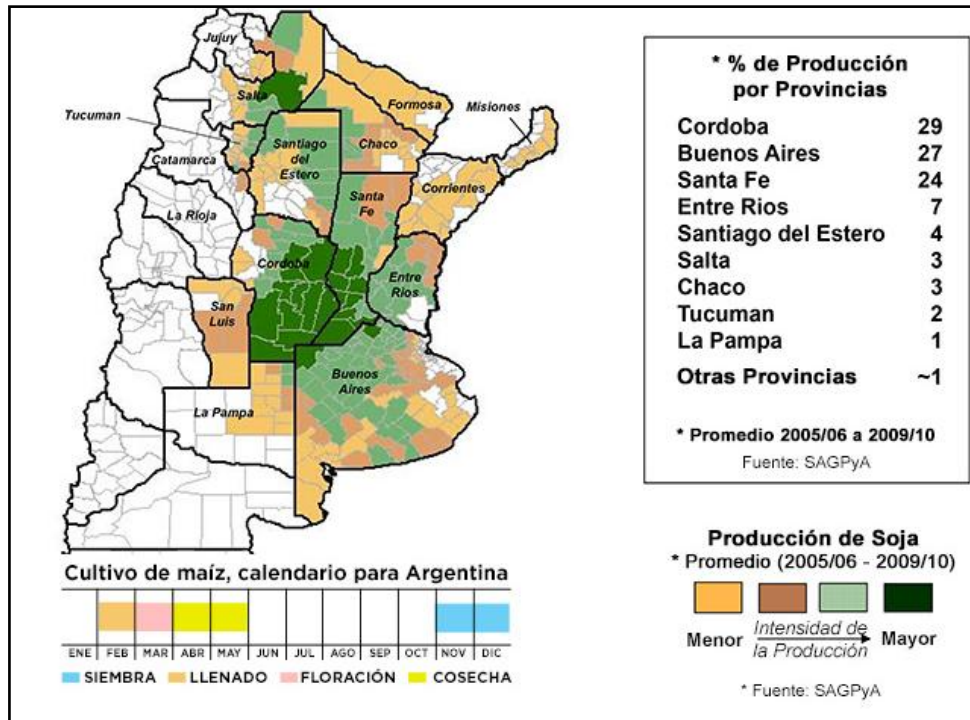 Jujuy
Salta
Formosa
Misiones
Tucuman
Santiago
del
Estero
Chaco
Catamarca
Corrientes
Santa
Fe
La Rioja
Cordoba
Entre
Rios
San
Luis
Buenos
Aires
La Pampa
* % de Producción
por Provincias
Cordoba 29
Buenos Aires 27
Santa Fe 24
Entre Rios 7
Santiago del Estero 4
Salta 3
Chaco 3
Tucuman 2
La Pampa 1
Otras Provincias ~1
* Promedio 2005/06 a 2009/10
Fuente: SAGPyA
Producción de Soja
* Promedio (2005/06 - 2009/10)
Menor Intensidad de la Producción Mayor
* Fuente: SAGPyA
Cultivo de maíz, calendario para Argentina
ENE FEB MAR ABR MAY JUN JUL AGO SEP OCT NOV DIC
SIEMBRA LLENADO FLORACIÓN COSECHA